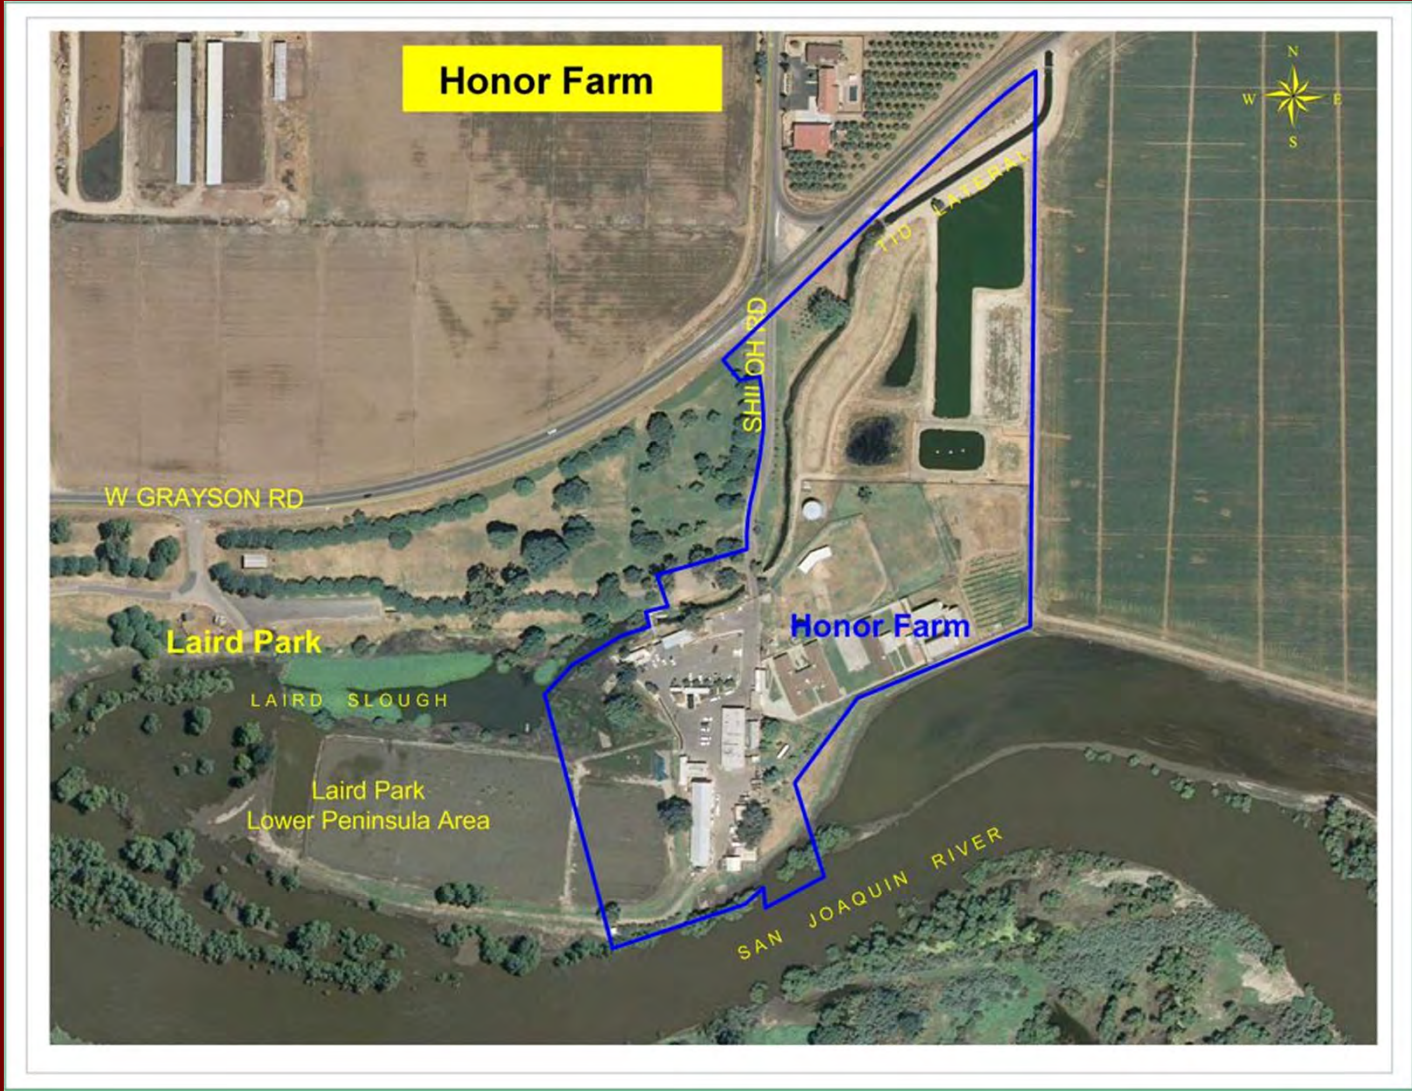 Honor Farm
N
W E
S
TID LATERAL
SHILOH RD
W GRAYSON RD
Honor Farm
Laird Park
LAIRD SLOUGH
Laird Park
Lower Peninsula Area
SAN JOAQUIN RIVER